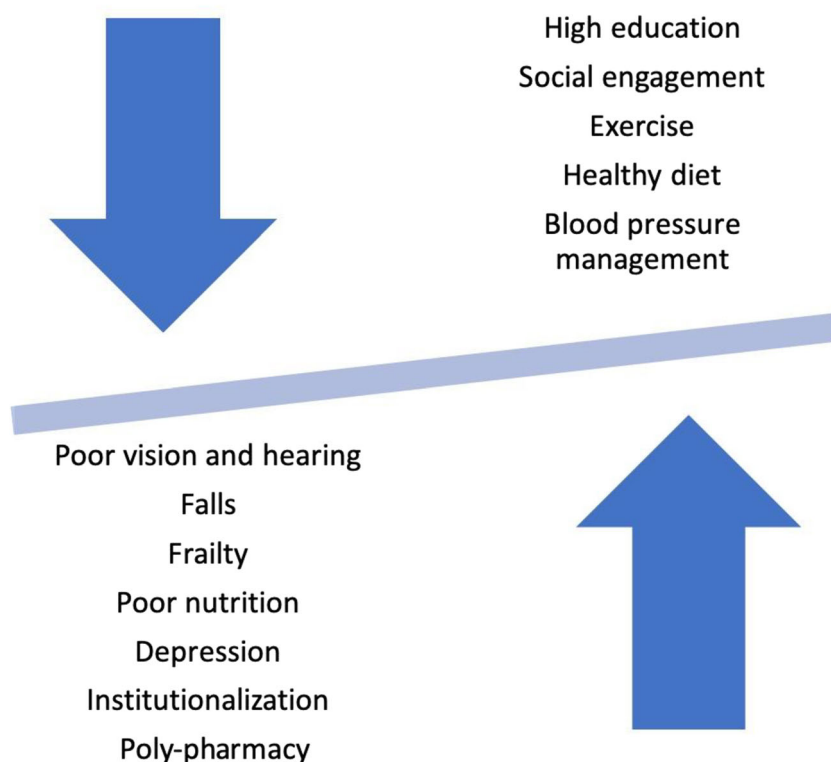 High education
Social engagement
Exercise
Healthy diet
Blood pressure
management
Poor vision and hearing
Falls
Frailty
Poor nutrition
Depression
Institutionalization
Poly-pharmacy